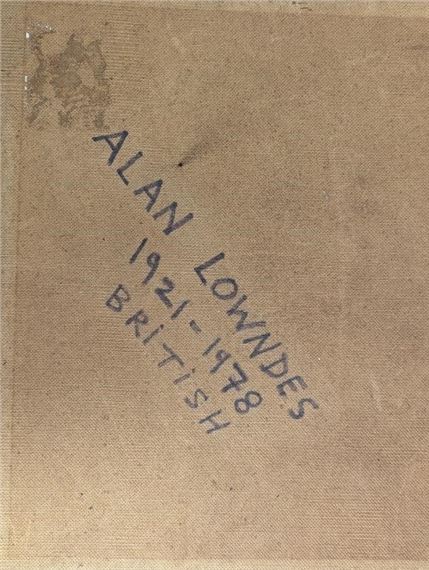 ALAN LOWNDES
1921-1978
BRITISH